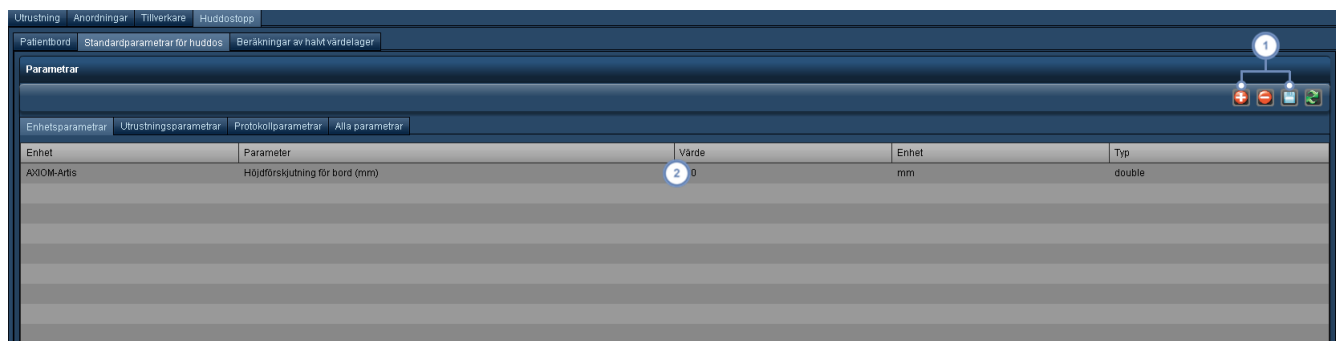 Utrustning Anordningar Tillverkare Huddostopp
Patientbord Standardparametrar för huddos Beräkningar av halvt värdelager
1
Parametrar
Enhetsparametrar Utrustningsparametrar Protokollparametrar Alla parametrar
Enhet Parameter Värde Enhet Typ
AXIOM-Artis Höjdförskjutning för bord (mm) 2 0 mm double